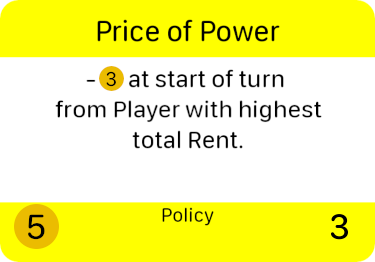 Price of Power
- 3 at start of turn
from Player with highest
total Rent.
5 Policy 3